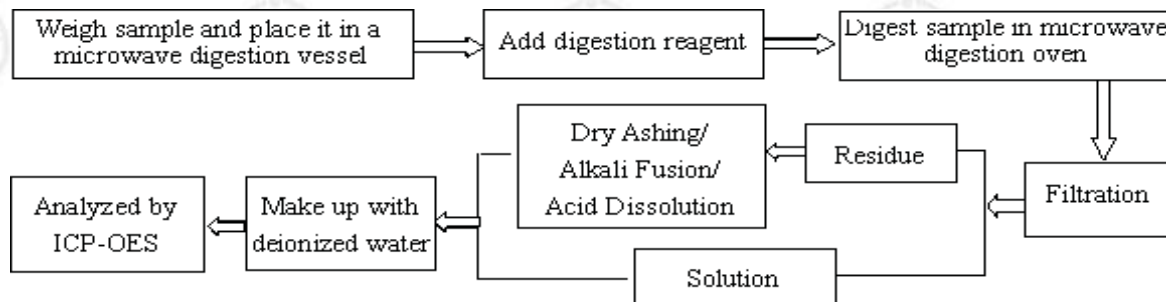 Weigh sample and place it in a
microwave digestion vessel
Add digestion reagent
Digest sample in microwave
digestion oven
Filtration
Residue
Dry Ashing/
Alkali Fusion/
Acid Dissolution
Solution
Make up with
deionized water
Analyzed by
ICP-OES